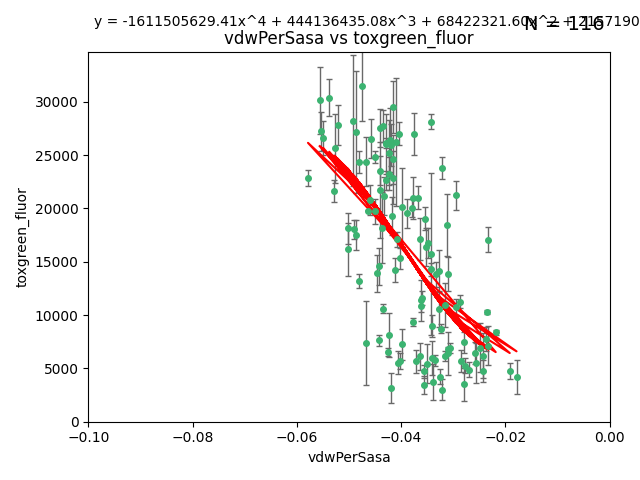 y = -1611505629.41x^4 + 444136435.08x^3 + 68422321.60x^2 + 2157190
N = 116
vdwPerSasa vs toxgreen_fluor
30000
25000
20000
15000
10000
5000
0
toxgreen_fluor
−0.10 −0.08 −0.06 −0.04 −0.02 0.00
vdwPerSasa